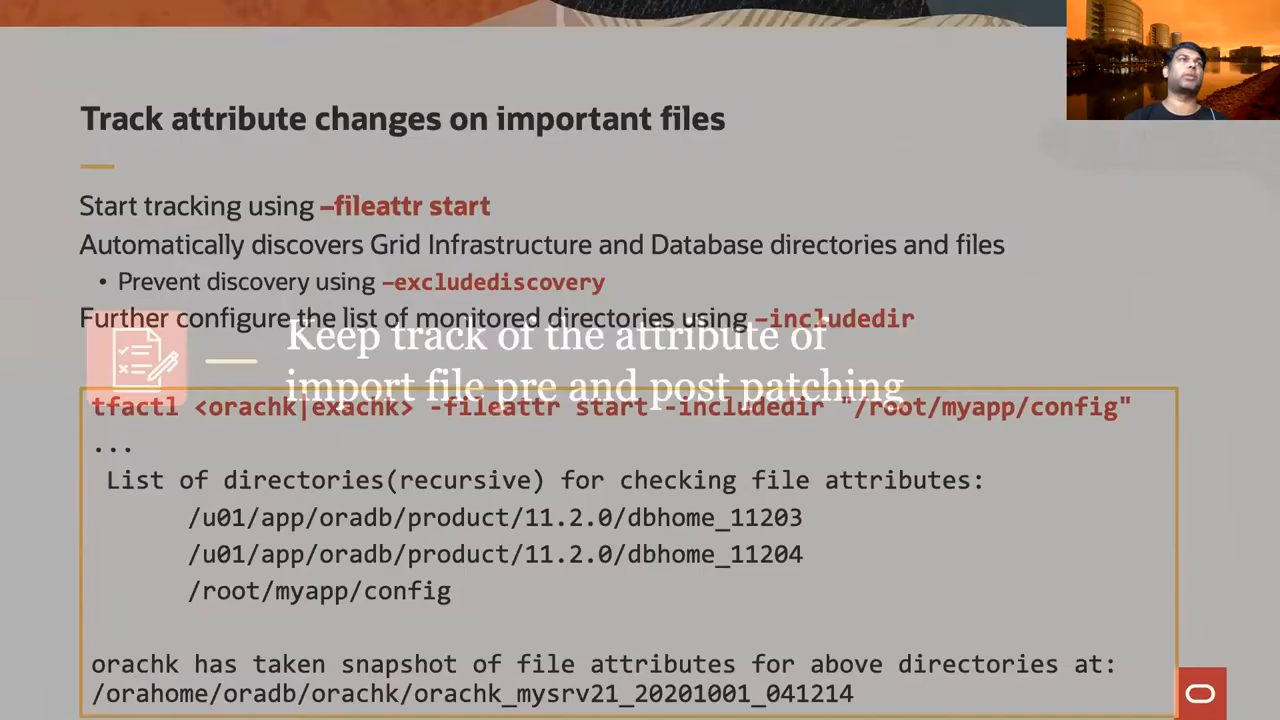 Track attribute changes on important files
Start tracking using –fileattr start
Automatically discovers Grid Infrastructure and Database directories and files
• Prevent discovery using –excludediscovery
Further configure the list of monitored directories using –includedir
Keep track of the attribute of
import file pre and post patching
tfactl <orachk|exachk> -fileattr start -includedir "/root/myapp/config"
...
List of directories(recursive) for checking file attributes:
/u01/app/oradb/product/11.2.0/dbhome_11203
/u01/app/oradb/product/11.2.0/dbhome_11204
/root/myapp/config
orachk has taken snapshot of file attributes for above directories at:
/orahome/oradb/orachk/orachk_mysrv21_20201001_041214